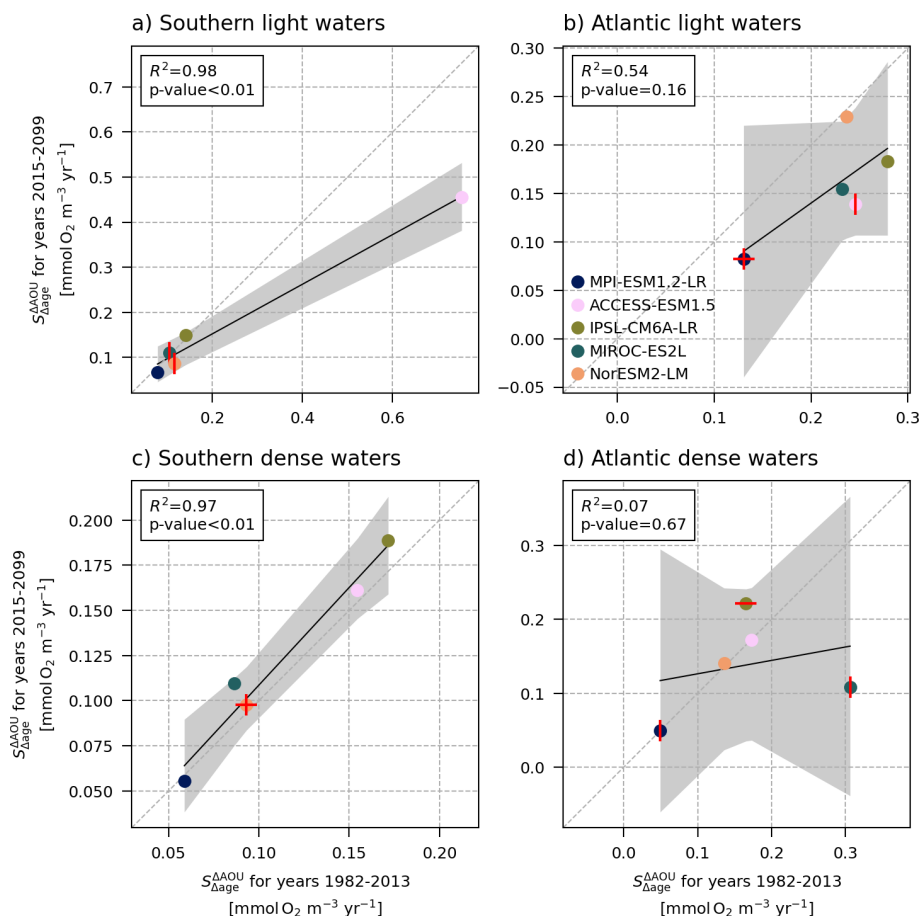 a) Southern light waters
R²=0.98
p-value<0.01
0.7
0.6
0.5
0.4
0.3
0.2
0.1
0.2
0.4
0.6
S^{ΔAOU}_{Δage} for years 2015-2099
[mmol O₂ m⁻³ yr⁻¹]
b) Atlantic light waters
R²=0.54
p-value=0.16
0.30
0.25
0.20
0.15
0.10
0.05
0.00
−0.05
0.0
0.1
0.2
0.3
MPI-ESM1.2-LR
ACCESS-ESM1.5
IPSL-CM6A-LR
MIROC-ES2L
NorESM2-LM
c) Southern dense waters
R²=0.97
p-value<0.01
0.200
0.175
0.150
0.125
0.100
0.075
0.050
0.05
0.10
0.15
0.20
S^{ΔAOU}_{Δage} for years 2015-2099
[mmol O₂ m⁻³ yr⁻¹]
S^{ΔAOU}_{Δage} for years 1982-2013
[mmol O₂ m⁻³ yr⁻¹]
d) Atlantic dense waters
R²=0.07
p-value=0.67
0.3
0.2
0.1
0.0
0.0
0.1
0.2
0.3
S^{ΔAOU}_{Δage} for years 1982-2013
[mmol O₂ m⁻³ yr⁻¹]